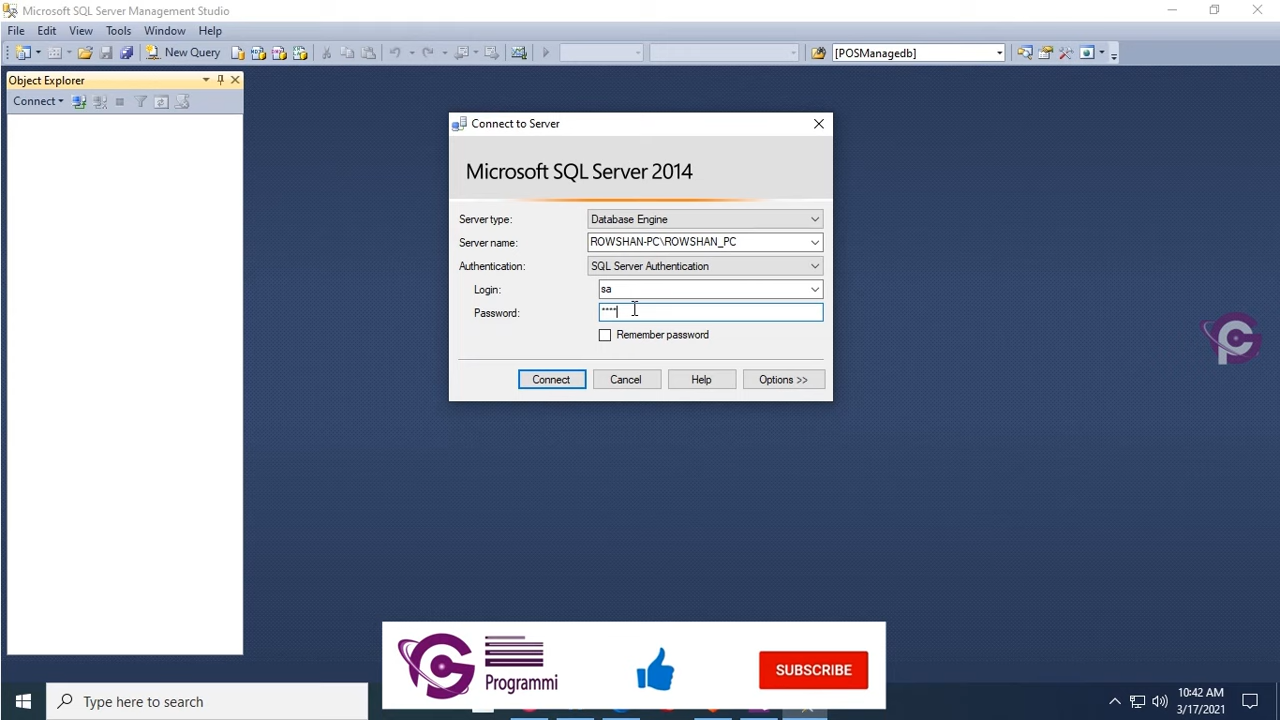 Microsoft SQL Server Management Studio
File Edit View Tools Window Help
New Query [POSManagedb]
Object Explorer
Connect
Connect to Server
Microsoft SQL Server 2014
Server type: Database Engine
Server name: ROWSHAN-PC\ROWSHAN_PC
Authentication: SQL Server Authentication
Login: sa
Password: ****
Remember password
Connect Cancel Help Options >>
Programmi
SUBSCRIBE
Type here to search
10:42 AM
3/17/2021